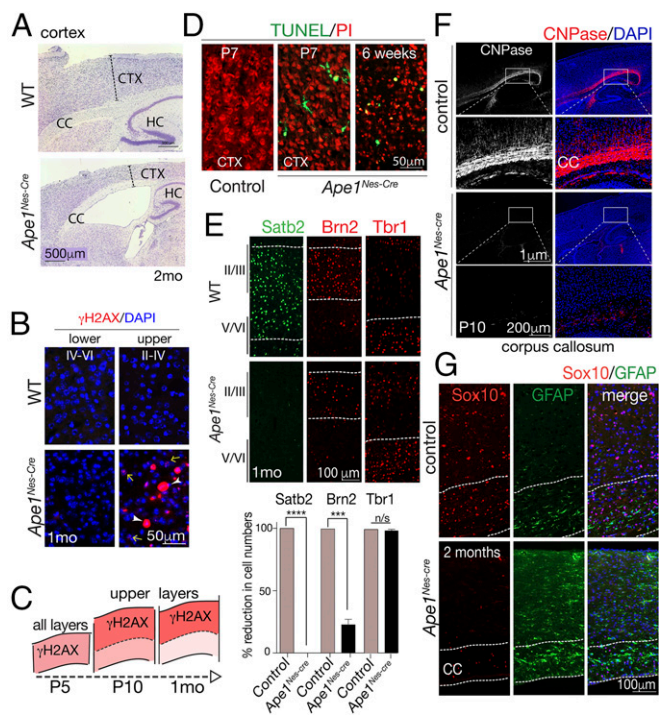 A
cortex
WT
CTX
CC
HC
Ape1Nes-Cre
CTX
HC
CC
500µm
2mo
B
γH2AX/DAPI
lower
IV-VI
upper
II-IV
WT
Ape1Nes-Cre
1mo
50µm
C
all layers
upper layers
γH2AX
γH2AX
γH2AX
P5
P10
1mo
D
TUNEL/PI
P7
P7
6 weeks
CTX
CTX
50µm
Control
Ape1Nes-Cre
E
Satb2
Brn2
Tbr1
WT
II/III
V/VI
Ape1Nes-Cre
II/III
V/VI
1mo
100 µm
Satb2
Brn2
Tbr1
****
***
n/s
% reduction in cell numbers
100
50
0
Control
Ape1Nes-Cre
Control
Ape1Nes-Cre
Control
Ape1Nes-Cre
F
CNPase
CNPase/DAPI
control
CC
Ape1Nes-cre
1µm
P10
200µm
corpus callosum
G
Sox10/GFAP
Sox10
GFAP
merge
control
Ape1Nes-cre
2 months
CC
100µm